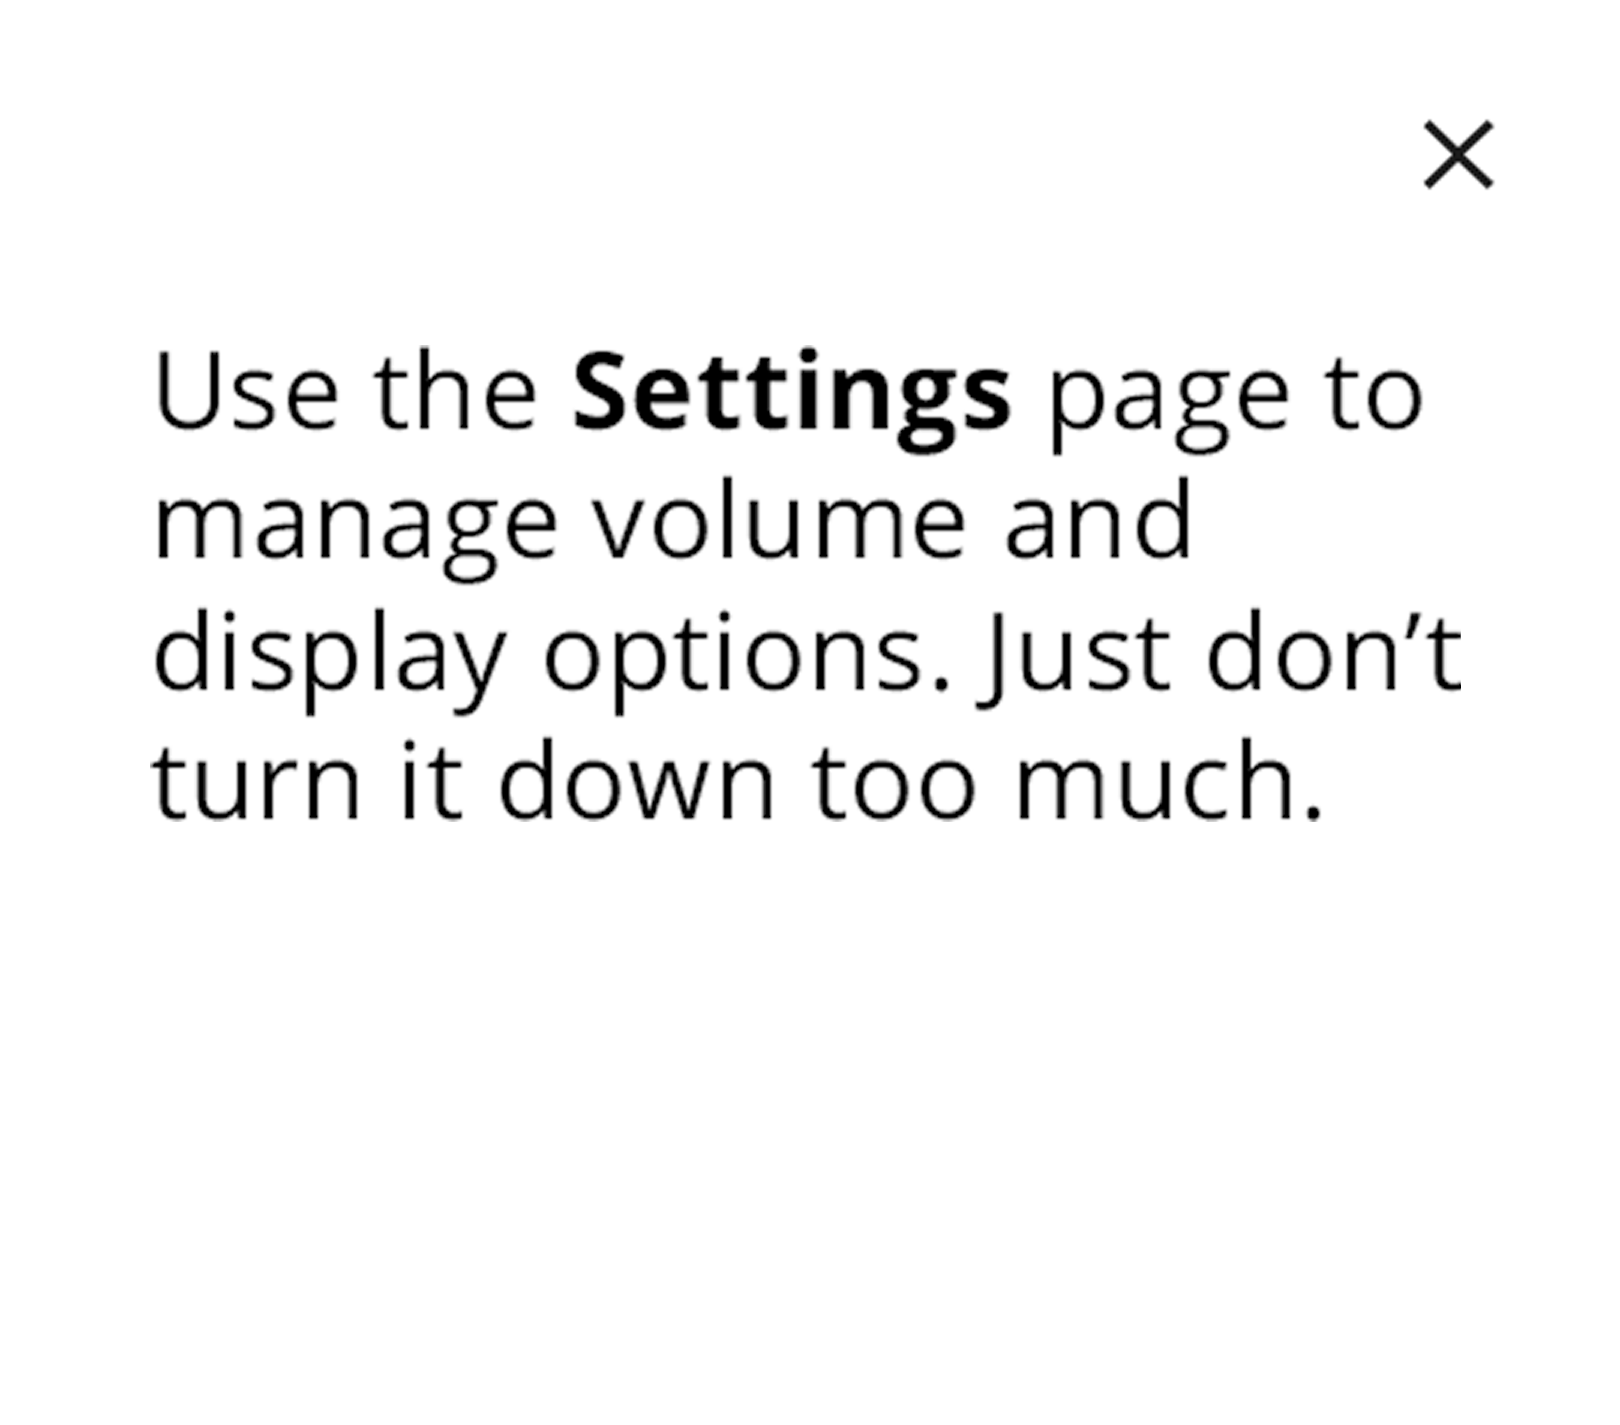 Use the Settings page to
manage volume and
display options. Just don’t
turn it down too much.